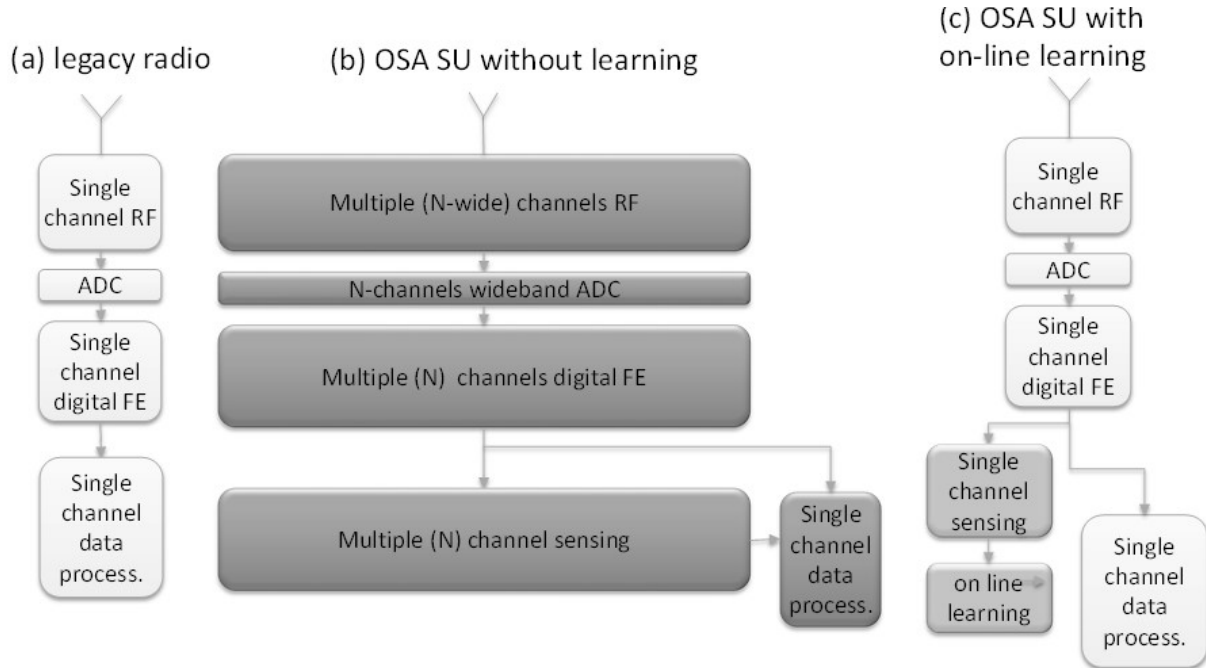 (a) legacy radio
Single
channel RF
ADC
Single
channel
digital FE
Single
channel
data
process.
(b) OSA SU without learning
Multiple (N-wide) channels RF
N-channels wideband ADC
Multiple (N) channels digital FE
Multiple (N) channel sensing
Single
channel
data
process.
(c) OSA SU with
on-line learning
Single
channel RF
ADC
Single
channel
digital FE
Single
channel
sensing
on line
learning
Single
channel
data
process.